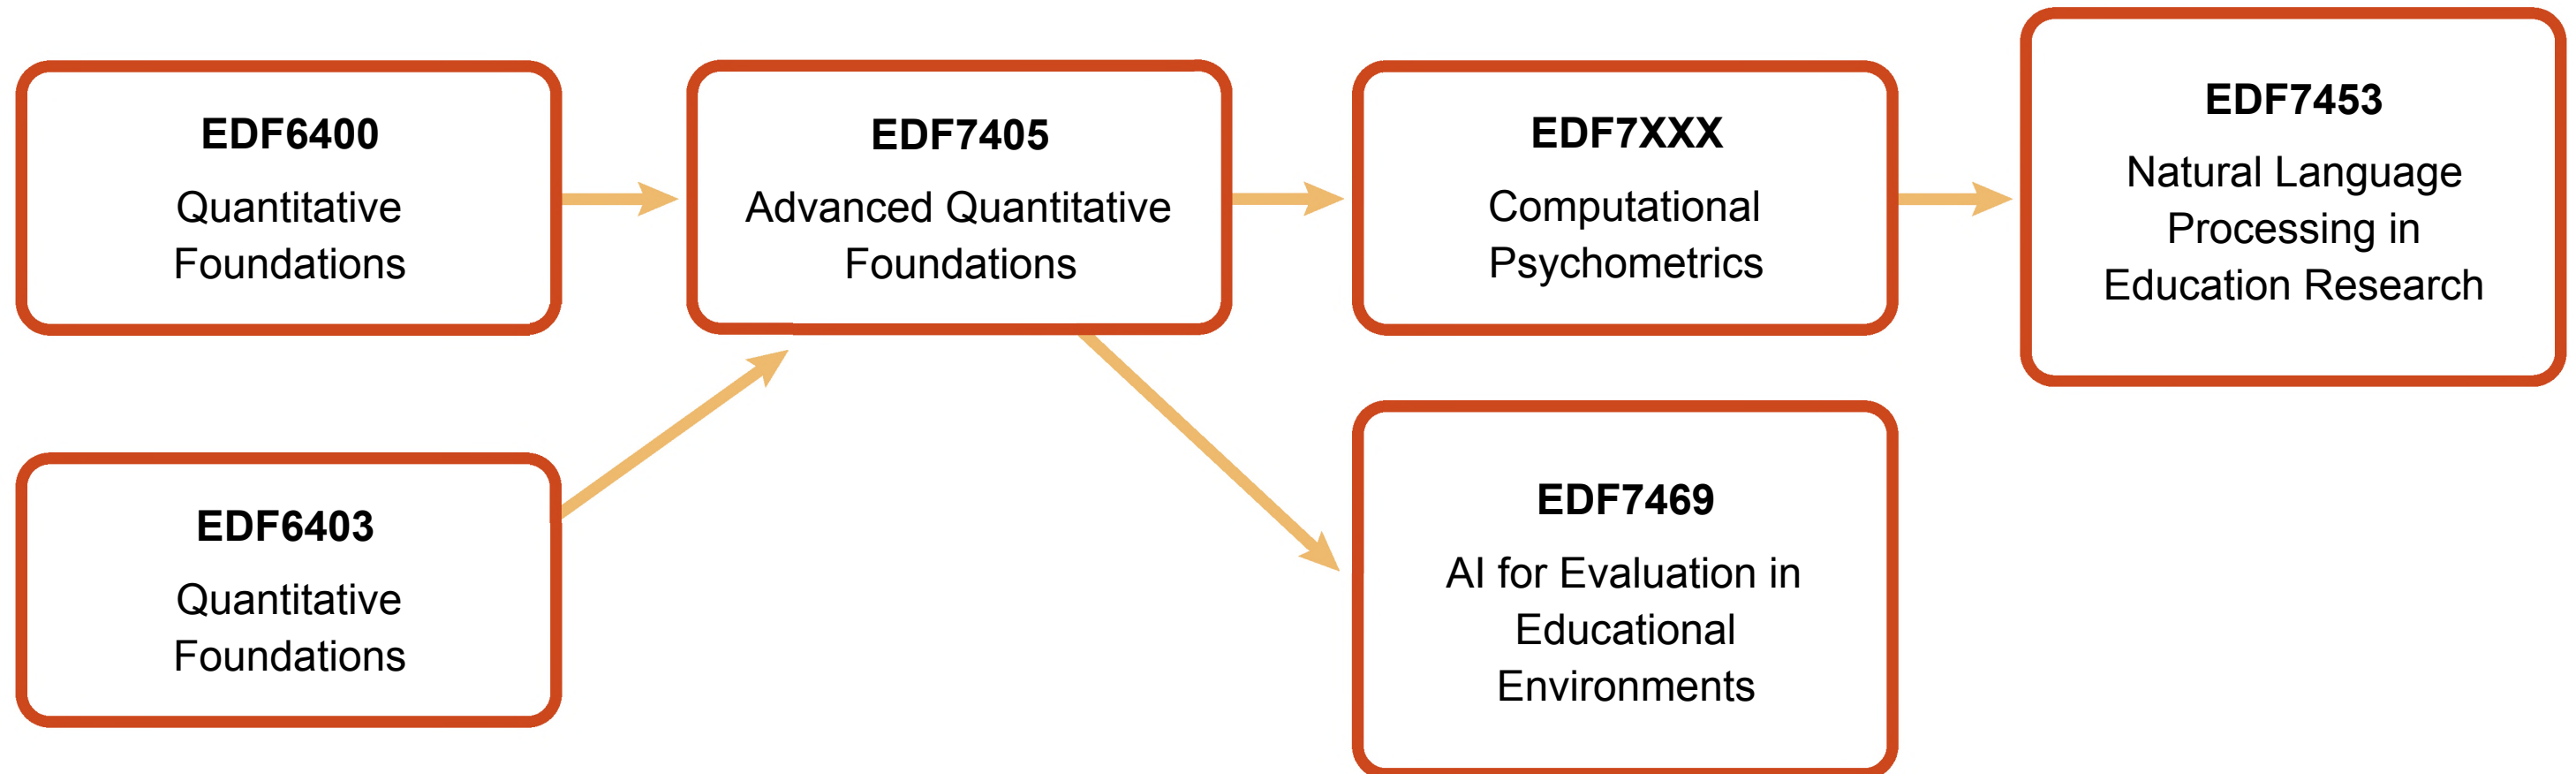 EDF6400
Quantitative
Foundations
EDF7405
Advanced Quantitative
Foundations
EDF7XXX
Computational
Psychometrics
EDF7453
Natural Language
Processing in
Education Research
EDF6403
Quantitative
Foundations
EDF7469
AI for Evaluation in
Educational
Environments